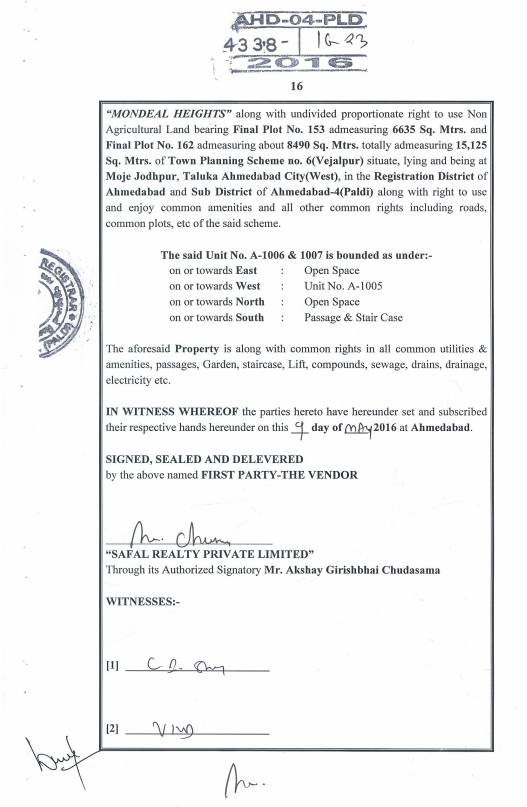 AHD-04-PLD
4338- 16-23
2016
16
“MONDEAL HEIGHTS” along with undivided proportionate right to use Non
Agricultural Land bearing Final Plot No. 153 admeasuring 6635 Sq. Mtrs. and
Final Plot No. 162 admeasuring about 8490 Sq. Mtrs. totally admeasuring 15,125
Sq. Mtrs. of Town Planning Scheme no. 6(Vejalpur) situate, lying and being at
Moje Jodhpur, Taluka Ahmedabad City(West), in the Registration District of
Ahmedabad and Sub District of Ahmedabad-4(Paldi) along with right to use
and enjoy common amenities and all other common rights including roads,
common plots, etc of the said scheme.
The said Unit No. A-1006 & 1007 is bounded as under:-
on or towards East : Open Space
on or towards West : Unit No. A-1005
on or towards North : Open Space
on or towards South : Passage & Stair Case
REGISTRAR
(PALDI)
The aforesaid Property is along with common rights in all common utilities &
amenities, passages, Garden, staircase, Lift, compounds, sewage, drains, drainage,
electricity etc.
IN WITNESS WHEREOF the parties hereto have hereunder set and subscribed
their respective hands hereunder on this 9 day of MAY 2016 at Ahmedabad.
SIGNED, SEALED AND DELEVERED
by the above named FIRST PARTY-THE VENDOR
“SAFAL REALTY PRIVATE LIMITED”
Through its Authorized Signatory Mr. Akshay Girishbhai Chudasama
WITNESSES:-
[1]
[2]